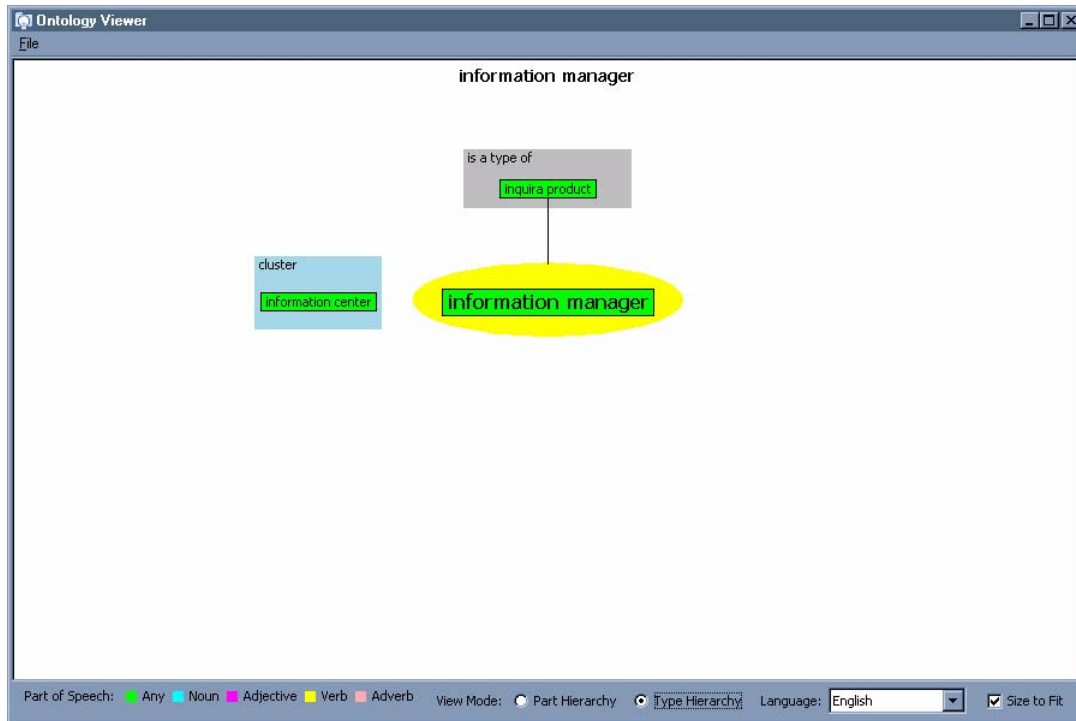 Ontology Viewer
File
information manager
is a type of
inquira product
cluster
information center
information manager
Part of Speech: Any Noun Adjective Verb Adverb View Mode: Part Hierarchy Type Hierarchy Language: English Size to Fit